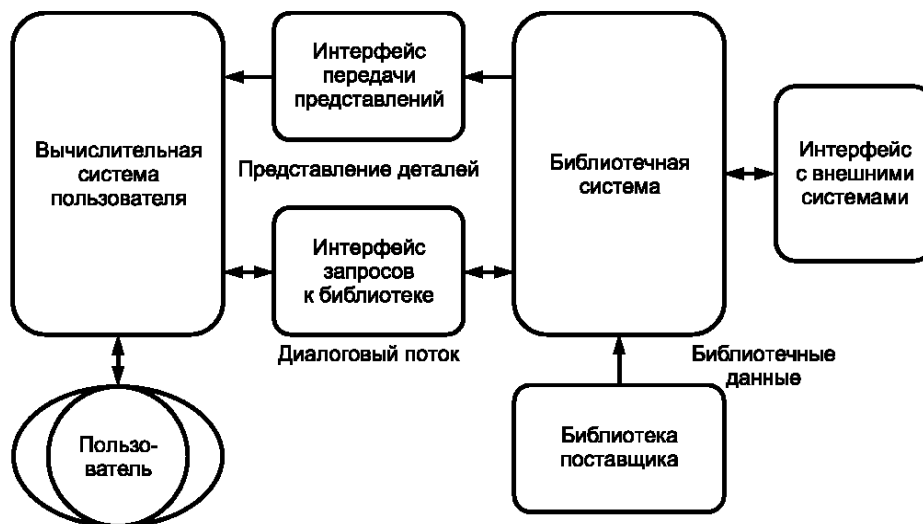 Интерфейс
передачи
представлений
Вычислительная
система
пользователя
Представление деталей
Библиотечная
система
Интерфейс
с внешними
системами
Интерфейс
запросов
к библиотеке
Диалоговый поток
Библиотечные
данные
Пользо-
ватель
Библиотека
поставщика